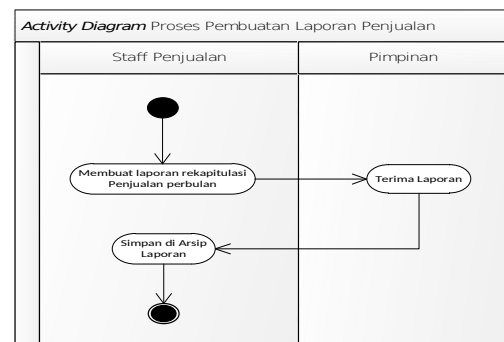 Activity Diagram Proses Pembuatan Laporan Penjualan
Staff Penjualan
Pimpinan
Membuat laporan rekapitulasi
Penjualan perbulan
Terima Laporan
Simpan di Arsip
Laporan